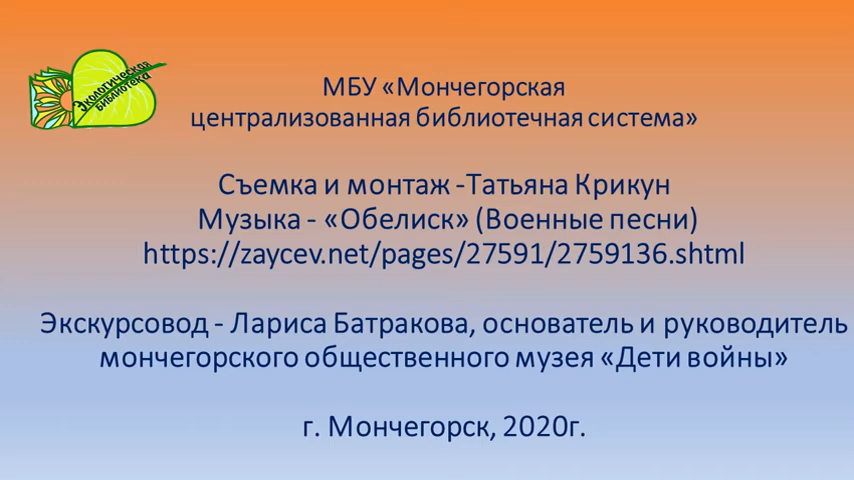 Экологическая
библиотека
МБУ «Мончегорская
централизованная библиотечная система»
Съемка и монтаж -Татьяна Крикун
Музыка - «Обелиск» (Военные песни)
https://zaycev.net/pages/27591/2759136.shtml
Экскурсовод - Лариса Батракова, основатель и руководитель
мончегорского общественного музея «Дети войны»
г. Мончегорск, 2020г.